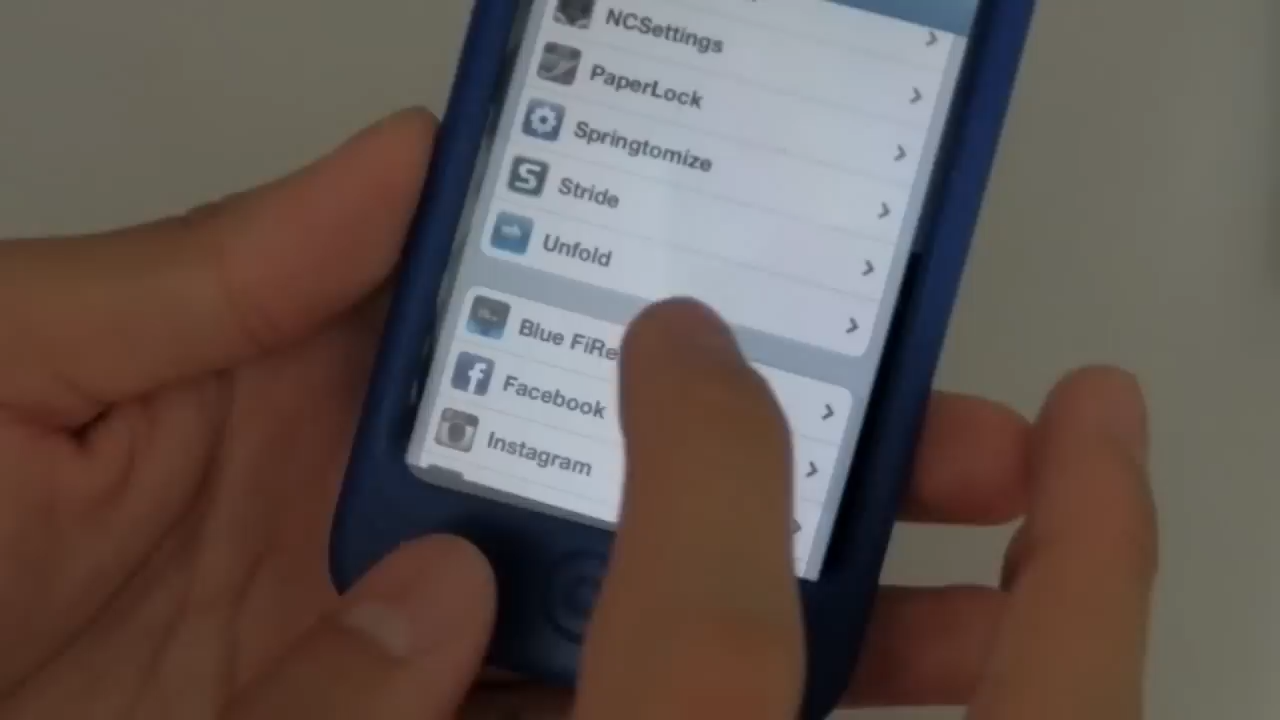 NCSettings
PaperLock
Springtomize
Stride
Unfold
Blue FiRe
Facebook
Instagram